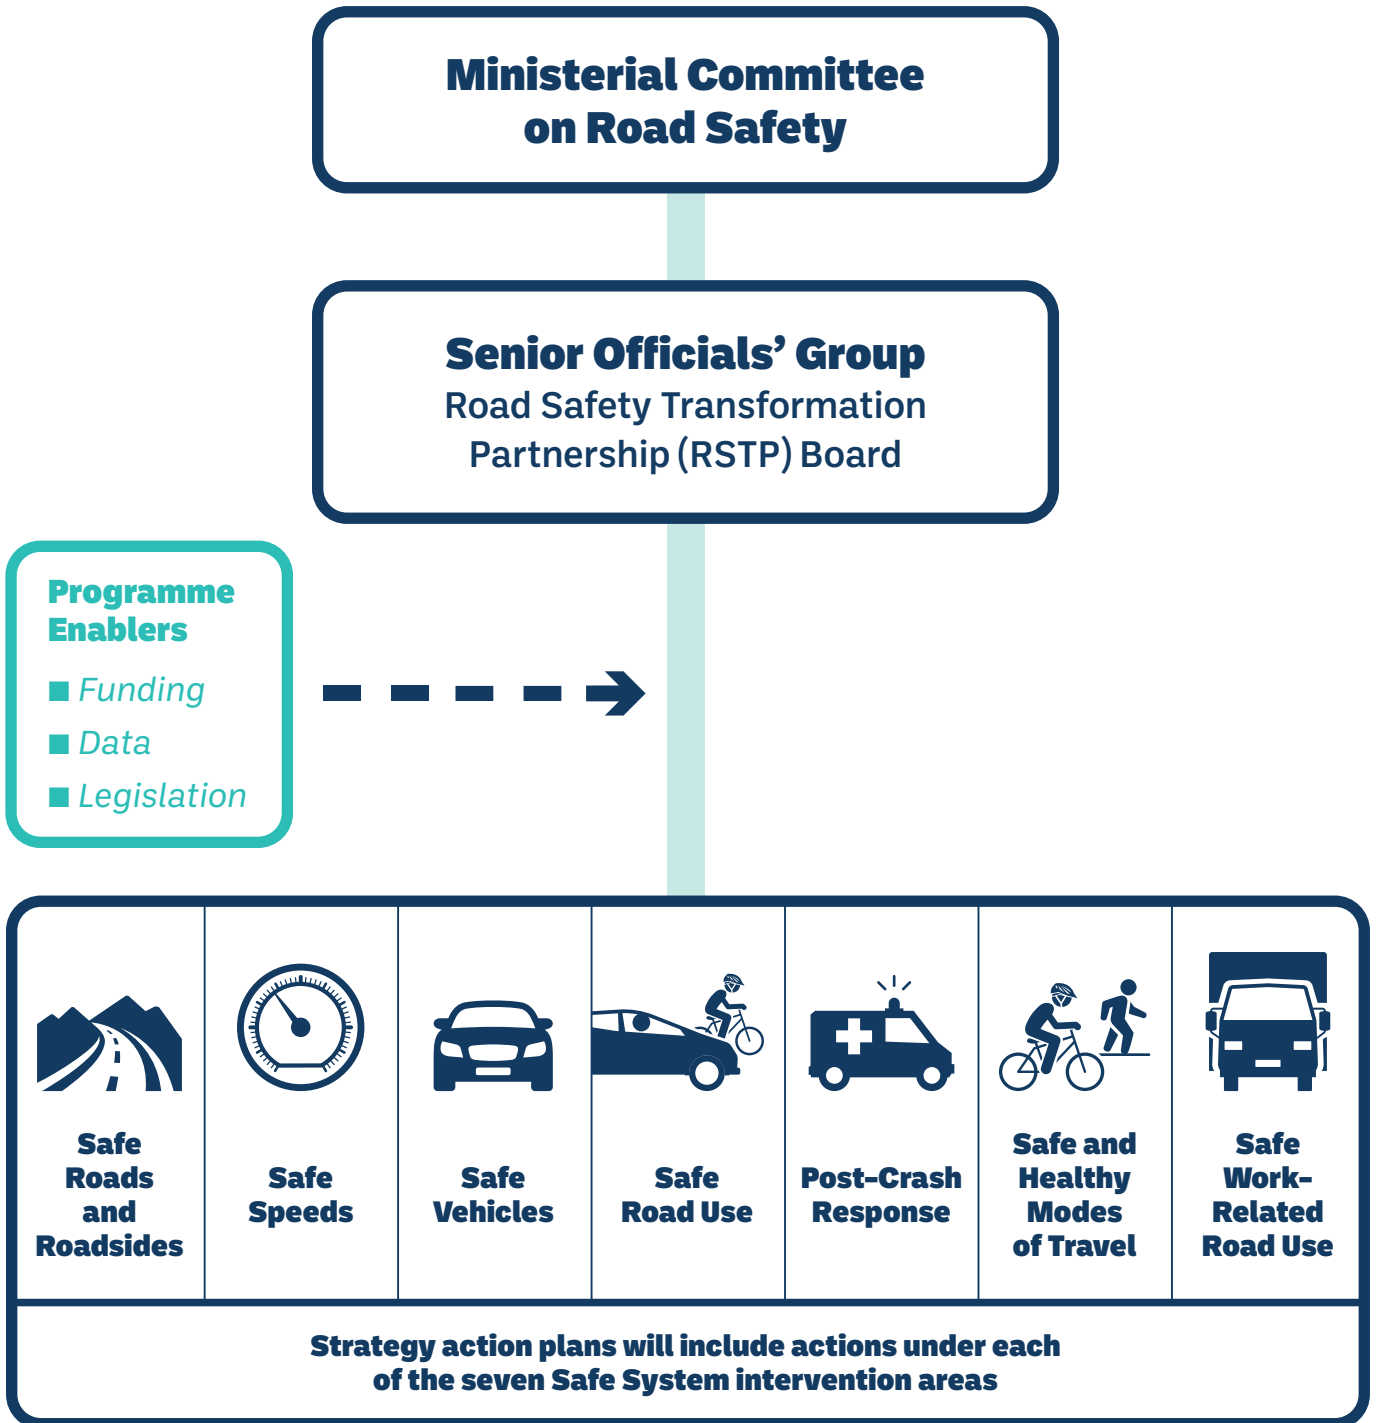 Ministerial Committee
on Road Safety
Senior Officials’ Group
Road Safety Transformation
Partnership (RSTP) Board
Programme
Enablers
Funding
Data
Legislation
Safe
Roads
and
Roadsides
Safe
Speeds
Safe
Vehicles
Safe
Road Use
Post-Crash
Response
Safe and
Healthy
Modes
of Travel
Safe
Work-
Related
Road Use
Strategy action plans will include actions under each
of the seven Safe System intervention areas